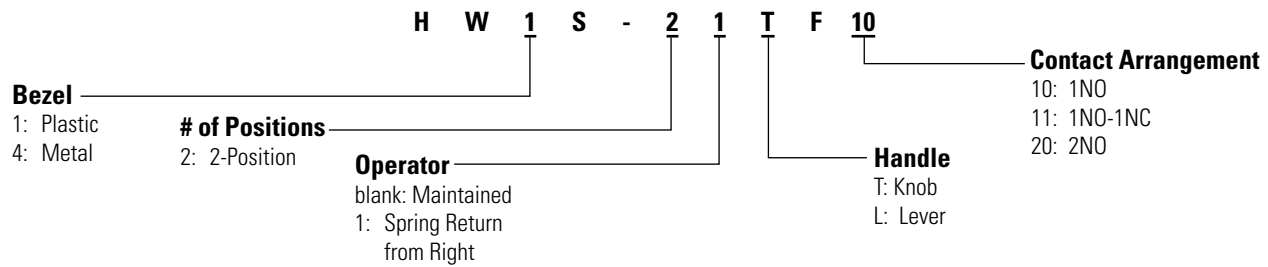 H W 1 S - 2 1 T F 10
Bezel
1: Plastic
4: Metal
# of Positions
2: 2-Position
Operator
blank: Maintained
1: Spring Return
from Right
Handle
T: Knob
L: Lever
Contact Arrangement
10: 1NO
11: 1NO-1NC
20: 2NO